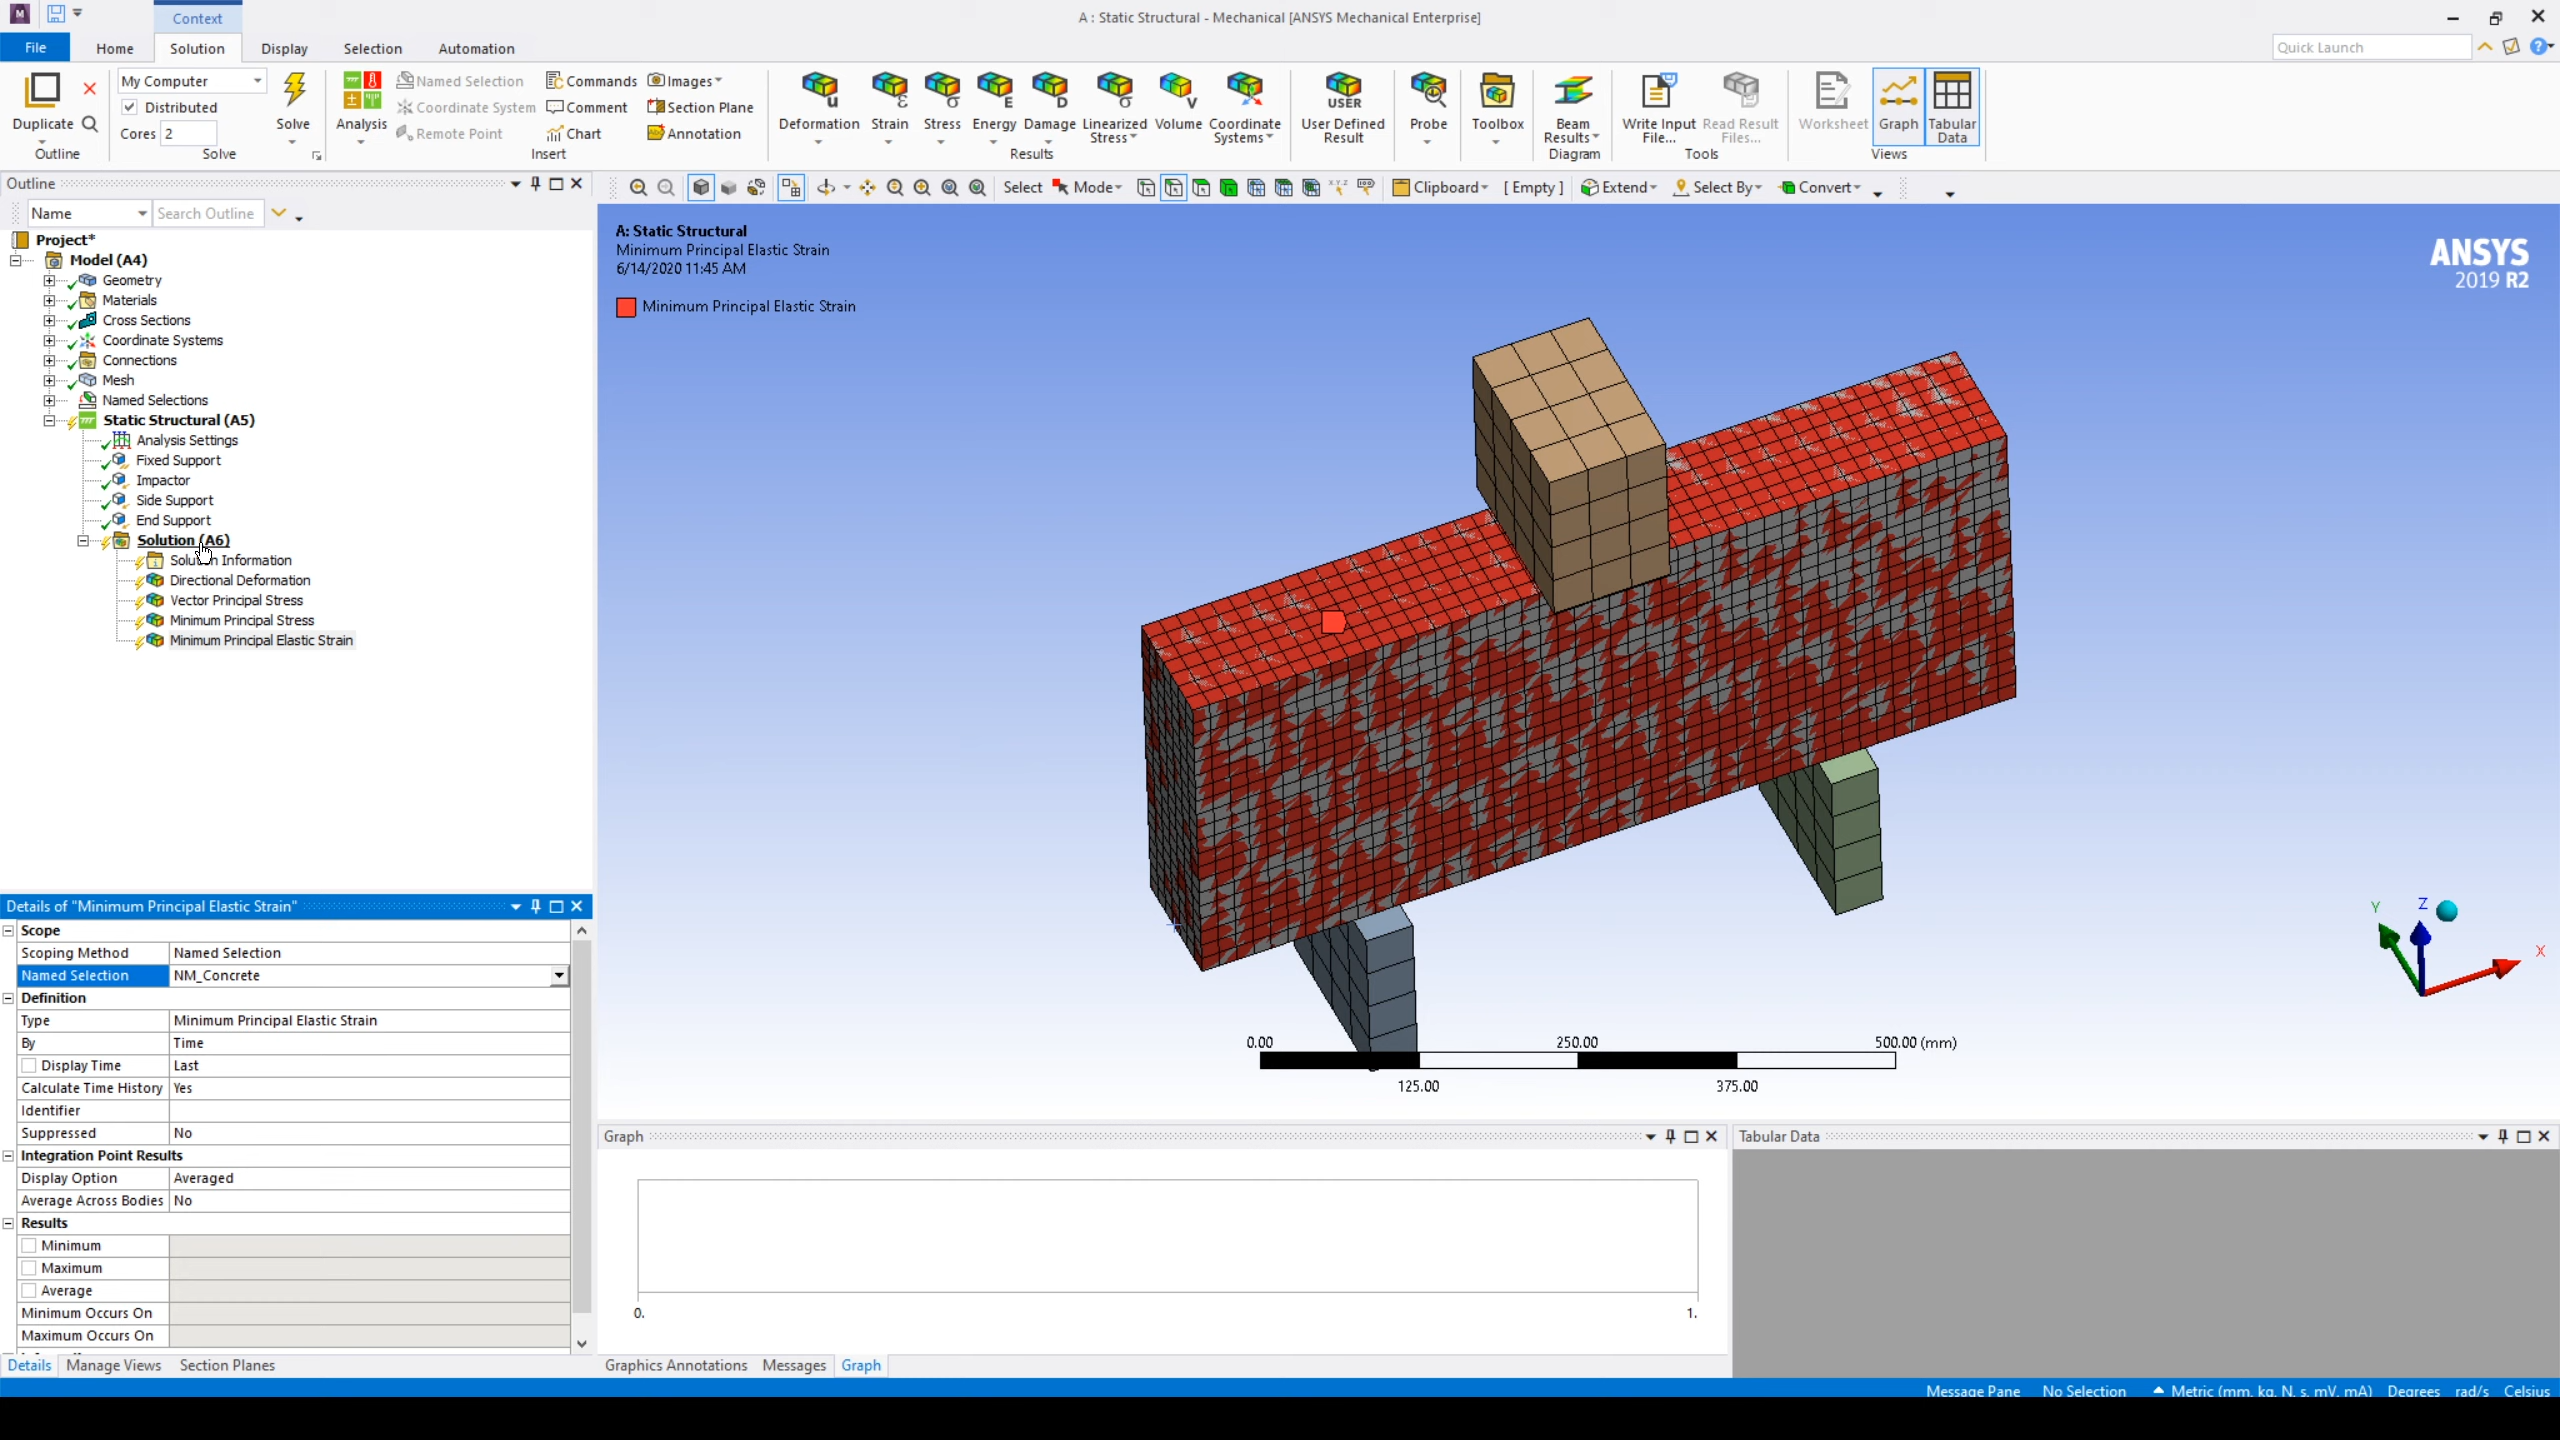 Context
A : Static Structural - Mechanical [ANSYS Mechanical Enterprise]
File Home Solution Display Selection Automation
Quick Launch
Duplicate
Outline
My Computer
Distributed
Cores 2
Solve
Solve
Analysis
Named Selection
Coordinate System
Remote Point
Commands
Comment
Chart
Images
Section Plane
Annotation
Insert
Deformation Strain Stress Energy Damage Linearized Stress Volume Coordinate Systems
Results
User Defined Result
Probe
Toolbox
Beam Results
Diagram
Write Input File... Read Result Files...
Tools
Worksheet Graph Tabular Data
Views
Outline
Name Search Outline
Select Mode Clipboard [ Empty ] Extend Select By Convert
Project*
Model (A4)
Geometry
Materials
Cross Sections
Coordinate Systems
Connections
Mesh
Named Selections
Static Structural (A5)
Analysis Settings
Fixed Support
Impactor
Side Support
End Support
Solution (A6)
Solution Information
Directional Deformation
Vector Principal Stress
Minimum Principal Stress
Minimum Principal Elastic Strain
A: Static Structural
Minimum Principal Elastic Strain
6/14/2020 11:45 AM
Minimum Principal Elastic Strain
ANSYS
2019 R2
Y Z X
0.00 250.00 500.00 (mm)
125.00 375.00
Details of "Minimum Principal Elastic Strain"
Scope
Scoping Method Named Selection
Named Selection NM_Concrete
Definition
Type Minimum Principal Elastic Strain
By Time
Display Time Last
Calculate Time History Yes
Identifier
Suppressed No
Integration Point Results
Display Option Averaged
Average Across Bodies No
Results
Minimum
Maximum
Average
Minimum Occurs On
Maximum Occurs On
Details Manage Views Section Planes
Graph
0. 1.
Graphics Annotations Messages Graph
Tabular Data
Message Pane No Selection Metric (mm, kg, N, s, mV, mA) Degrees rad/s Celsius